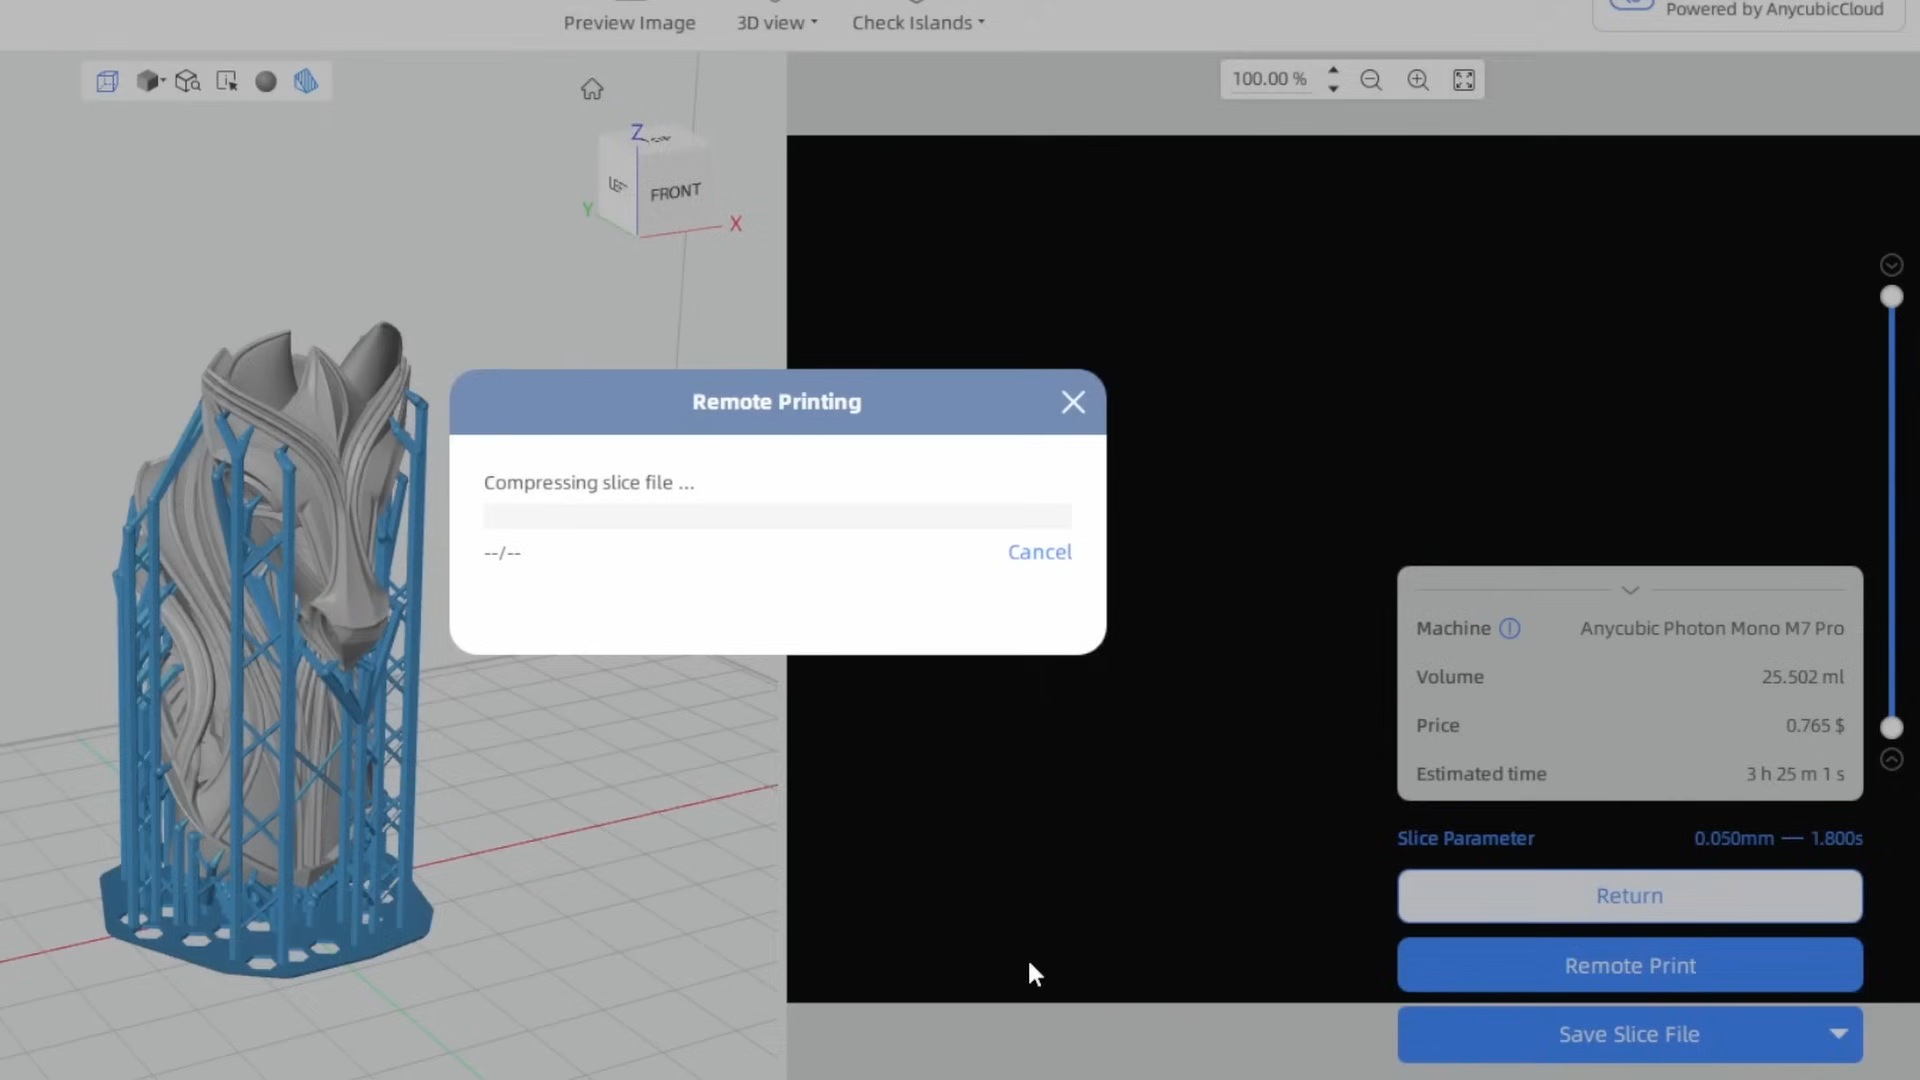 Preview Image
3D view
Check Islands
Powered by AnycubicCloud
100.00 %
Z
FRONT
Y
X
Remote Printing
Compressing slice file ...
--/--
Cancel
Machine
Anycubic Photon Mono M7 Pro
Volume
25.502 ml
Price
0.765 $
Estimated time
3 h 25 m 1 s
Slice Parameter
0.050mm — 1.800s
Return
Remote Print
Save Slice File